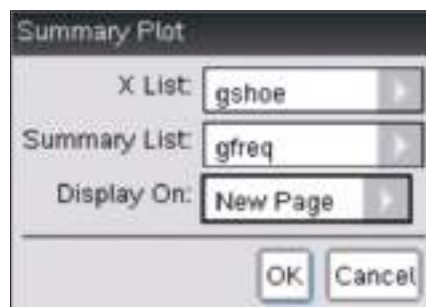 Summary Plot
X List: gshoe
Summary List: gfreq
Display On: New Page
OK Cancel